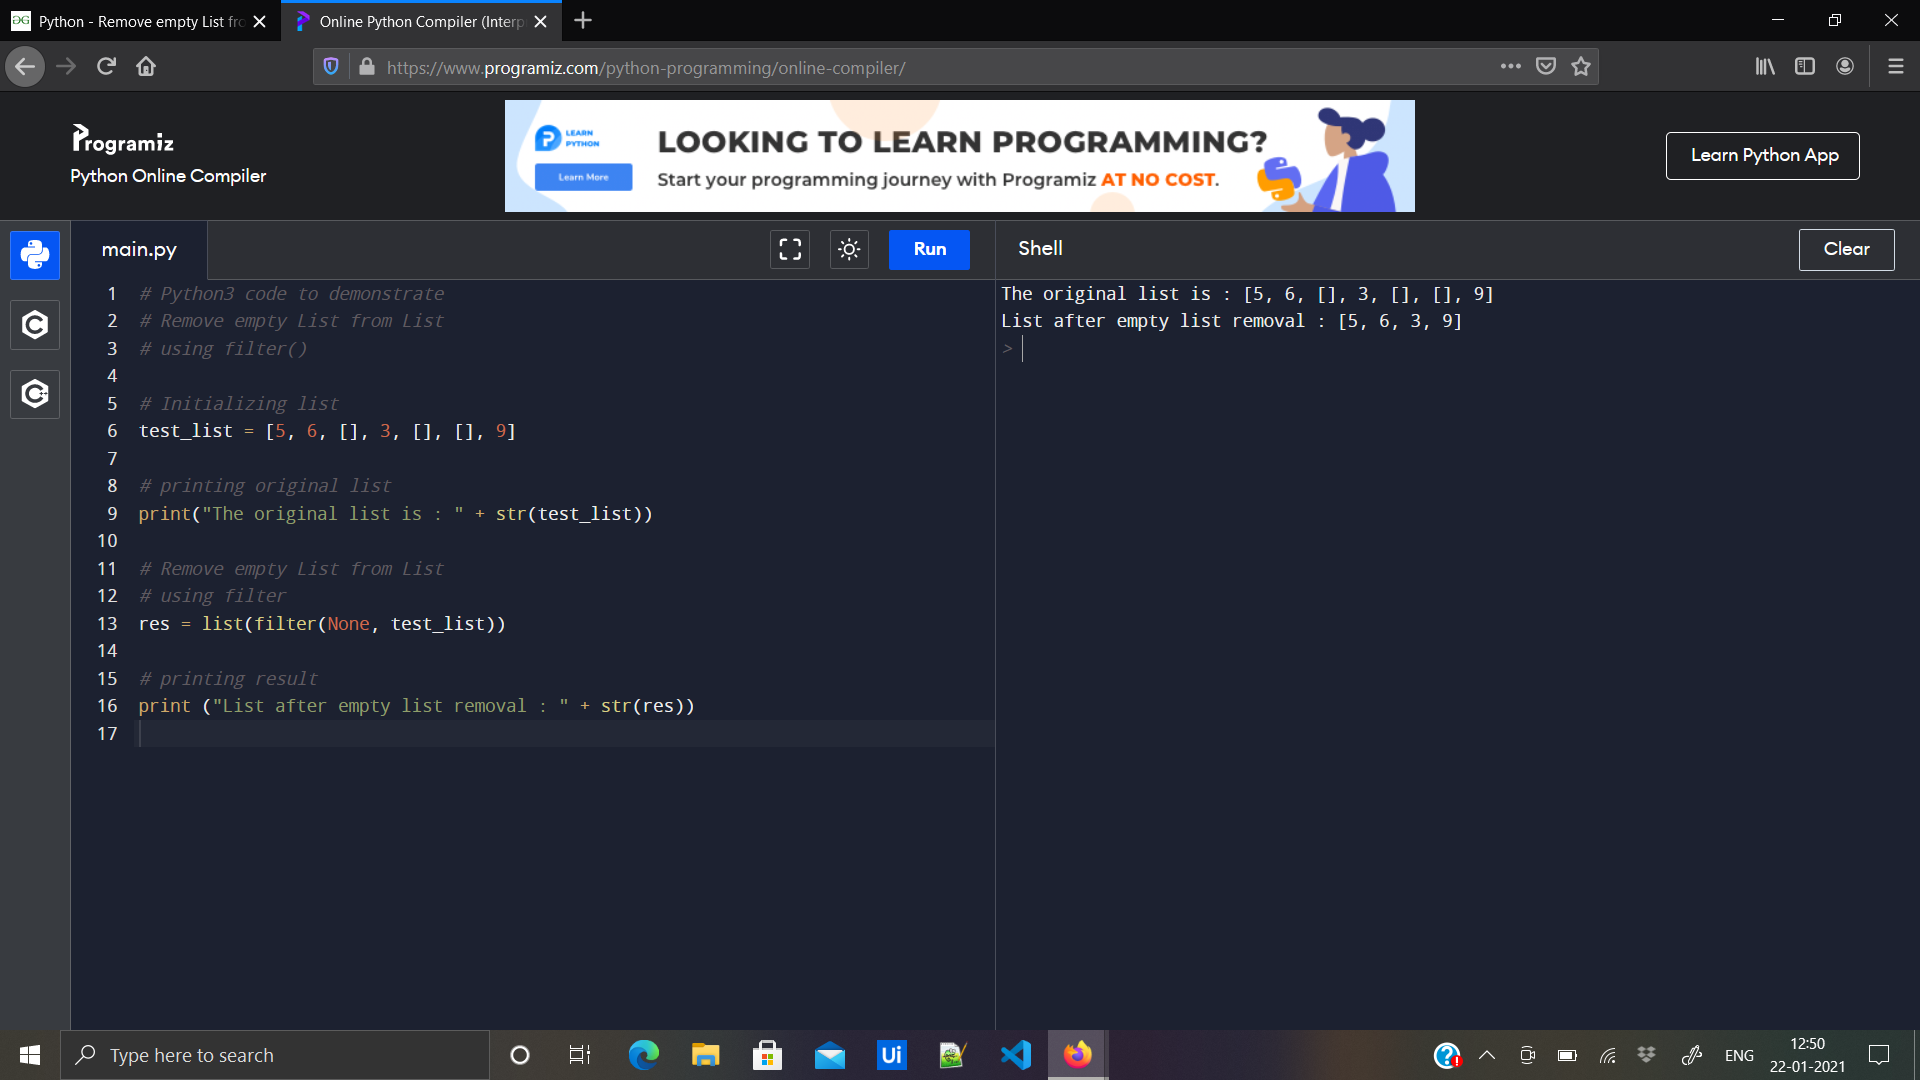 Python - Remove empty List fro
Online Python Compiler (Interp
https://www.programiz.com/python-programming/online-compiler/
Programiz
Python Online Compiler
LEARN
PYTHON
Learn More
LOOKING TO LEARN PROGRAMMING?
Start your programming journey with Programiz AT NO COST.
Learn Python App
main.py
Run
Shell
Clear
1 # Python3 code to demonstrate
2 # Remove empty List from List
3 # using filter()
4
5 # Initializing list
6 test_list = [5, 6, [], 3, [], [], 9]
7
8 # printing original list
9 print("The original list is : " + str(test_list))
10
11 # Remove empty List from List
12 # using filter
13 res = list(filter(None, test_list))
14
15 # printing result
16 print ("List after empty list removal : " + str(res))
17
The original list is : [5, 6, [], 3, [], [], 9]
List after empty list removal : [5, 6, 3, 9]
>
Type here to search
Ui
ENG
12:50
22-01-2021